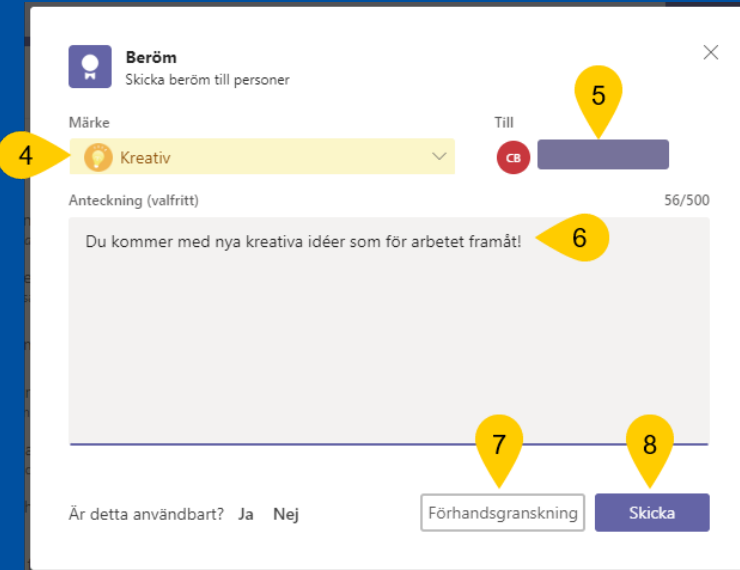 Beröm
Skicka beröm till personer
5
Märke
Till
4
Kreativ
CB
Anteckning (valfritt)
56/500
Du kommer med nya kreativa idéer som för arbetet framåt!
6
7
8
Är detta användbart? Ja Nej
Förhandsgranskning
Skicka